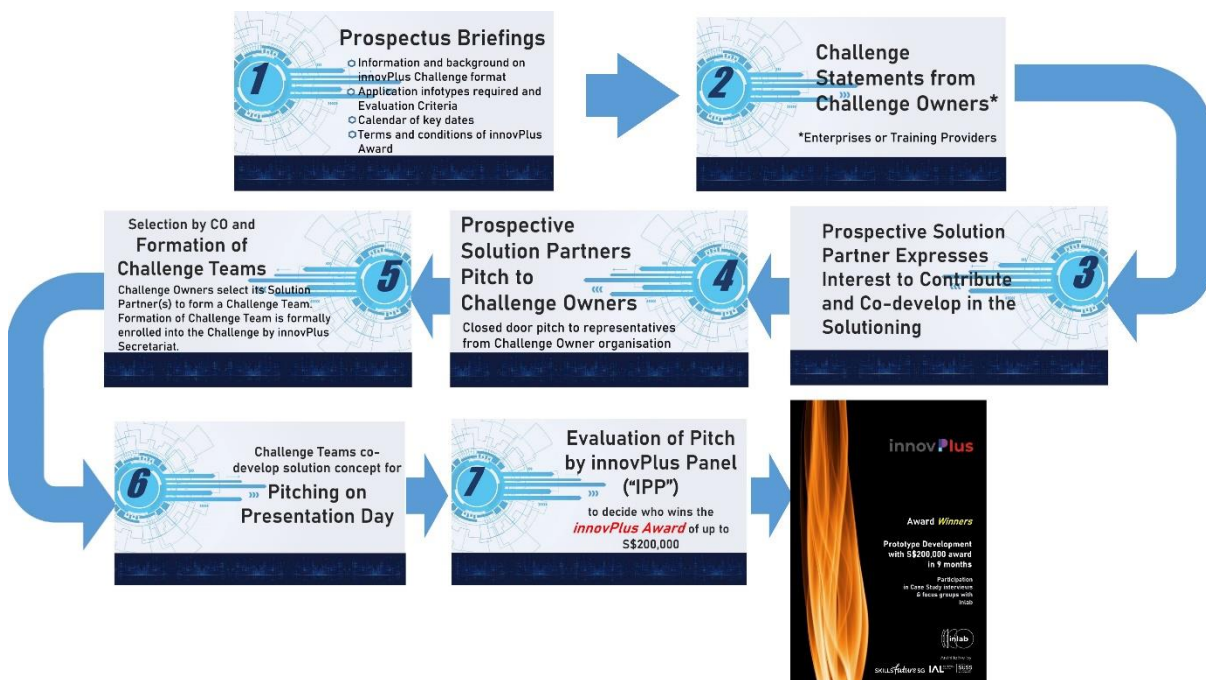 1
Prospectus Briefings
Information and background on
innovPlus Challenge format
Application infotypes required and
Evaluation Criteria
Calendar of key dates
Terms and conditions of innovPlus
Award
2
Challenge
Statements from
Challenge Owners*
*Enterprises or Training Providers
3
Prospective Solution
Partner Expresses
Interest to Contribute
and Co-develop in the
Solutioning
4
Prospective
Solution Partners
Pitch to
Challenge Owners
Closed door pitch to representatives
from Challenge Owner organisation
5
Selection by CO and
Formation of
Challenge Teams
Challenge Owners select its Solution
Partner(s) to form a Challenge Team.
Formation of Challenge Team is formally
enrolled into the Challenge by innovPlus
Secretariat.
6
Challenge Teams co-
develop solution concept for
Pitching on
Presentation Day
7
Evaluation of Pitch
by innovPlus Panel
(“IPP”)
to decide who wins the
innovPlus Award of up to
S$200,000
innovPlus
Award Winners
Prototype Development
with S$200,000 award
in 9 months
Participation
in Case Study interviews
& focus groups with
inlab
inlab
SKILLSfuture SG IAL SUSS